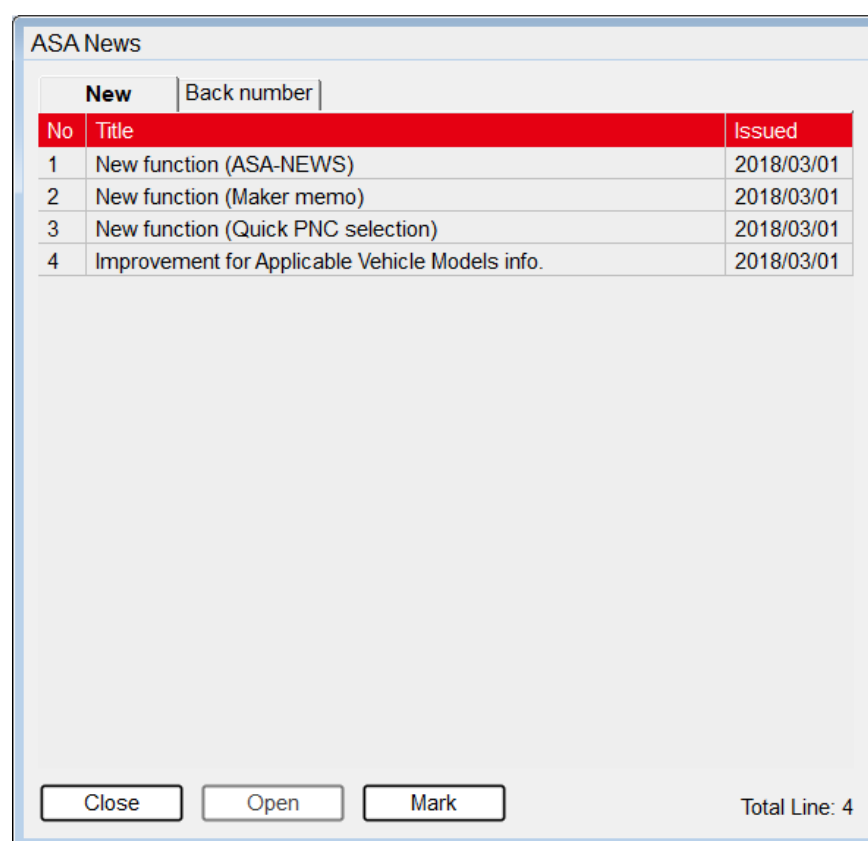 ASA News
New Back number
No Title Issued
1 New function (ASA-NEWS) 2018/03/01
2 New function (Maker memo) 2018/03/01
3 New function (Quick PNC selection) 2018/03/01
4 Improvement for Applicable Vehicle Models info. 2018/03/01
Close Open Mark Total Line: 4